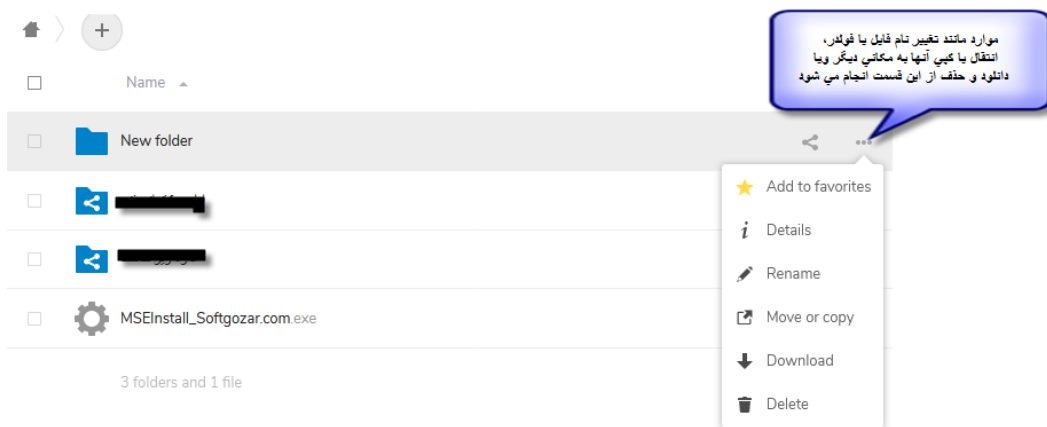 موارد مانند تغيير نام فايل يا فولدر،
انتقال يا كپي آنها به مكاني ديگر ويا
دانلود و حذف از اين قسمت انجام مي شود
Name
New folder
MSEInstall_Softgozar.com.exe
3 folders and 1 file
Add to favorites
Details
Rename
Move or copy
Download
Delete